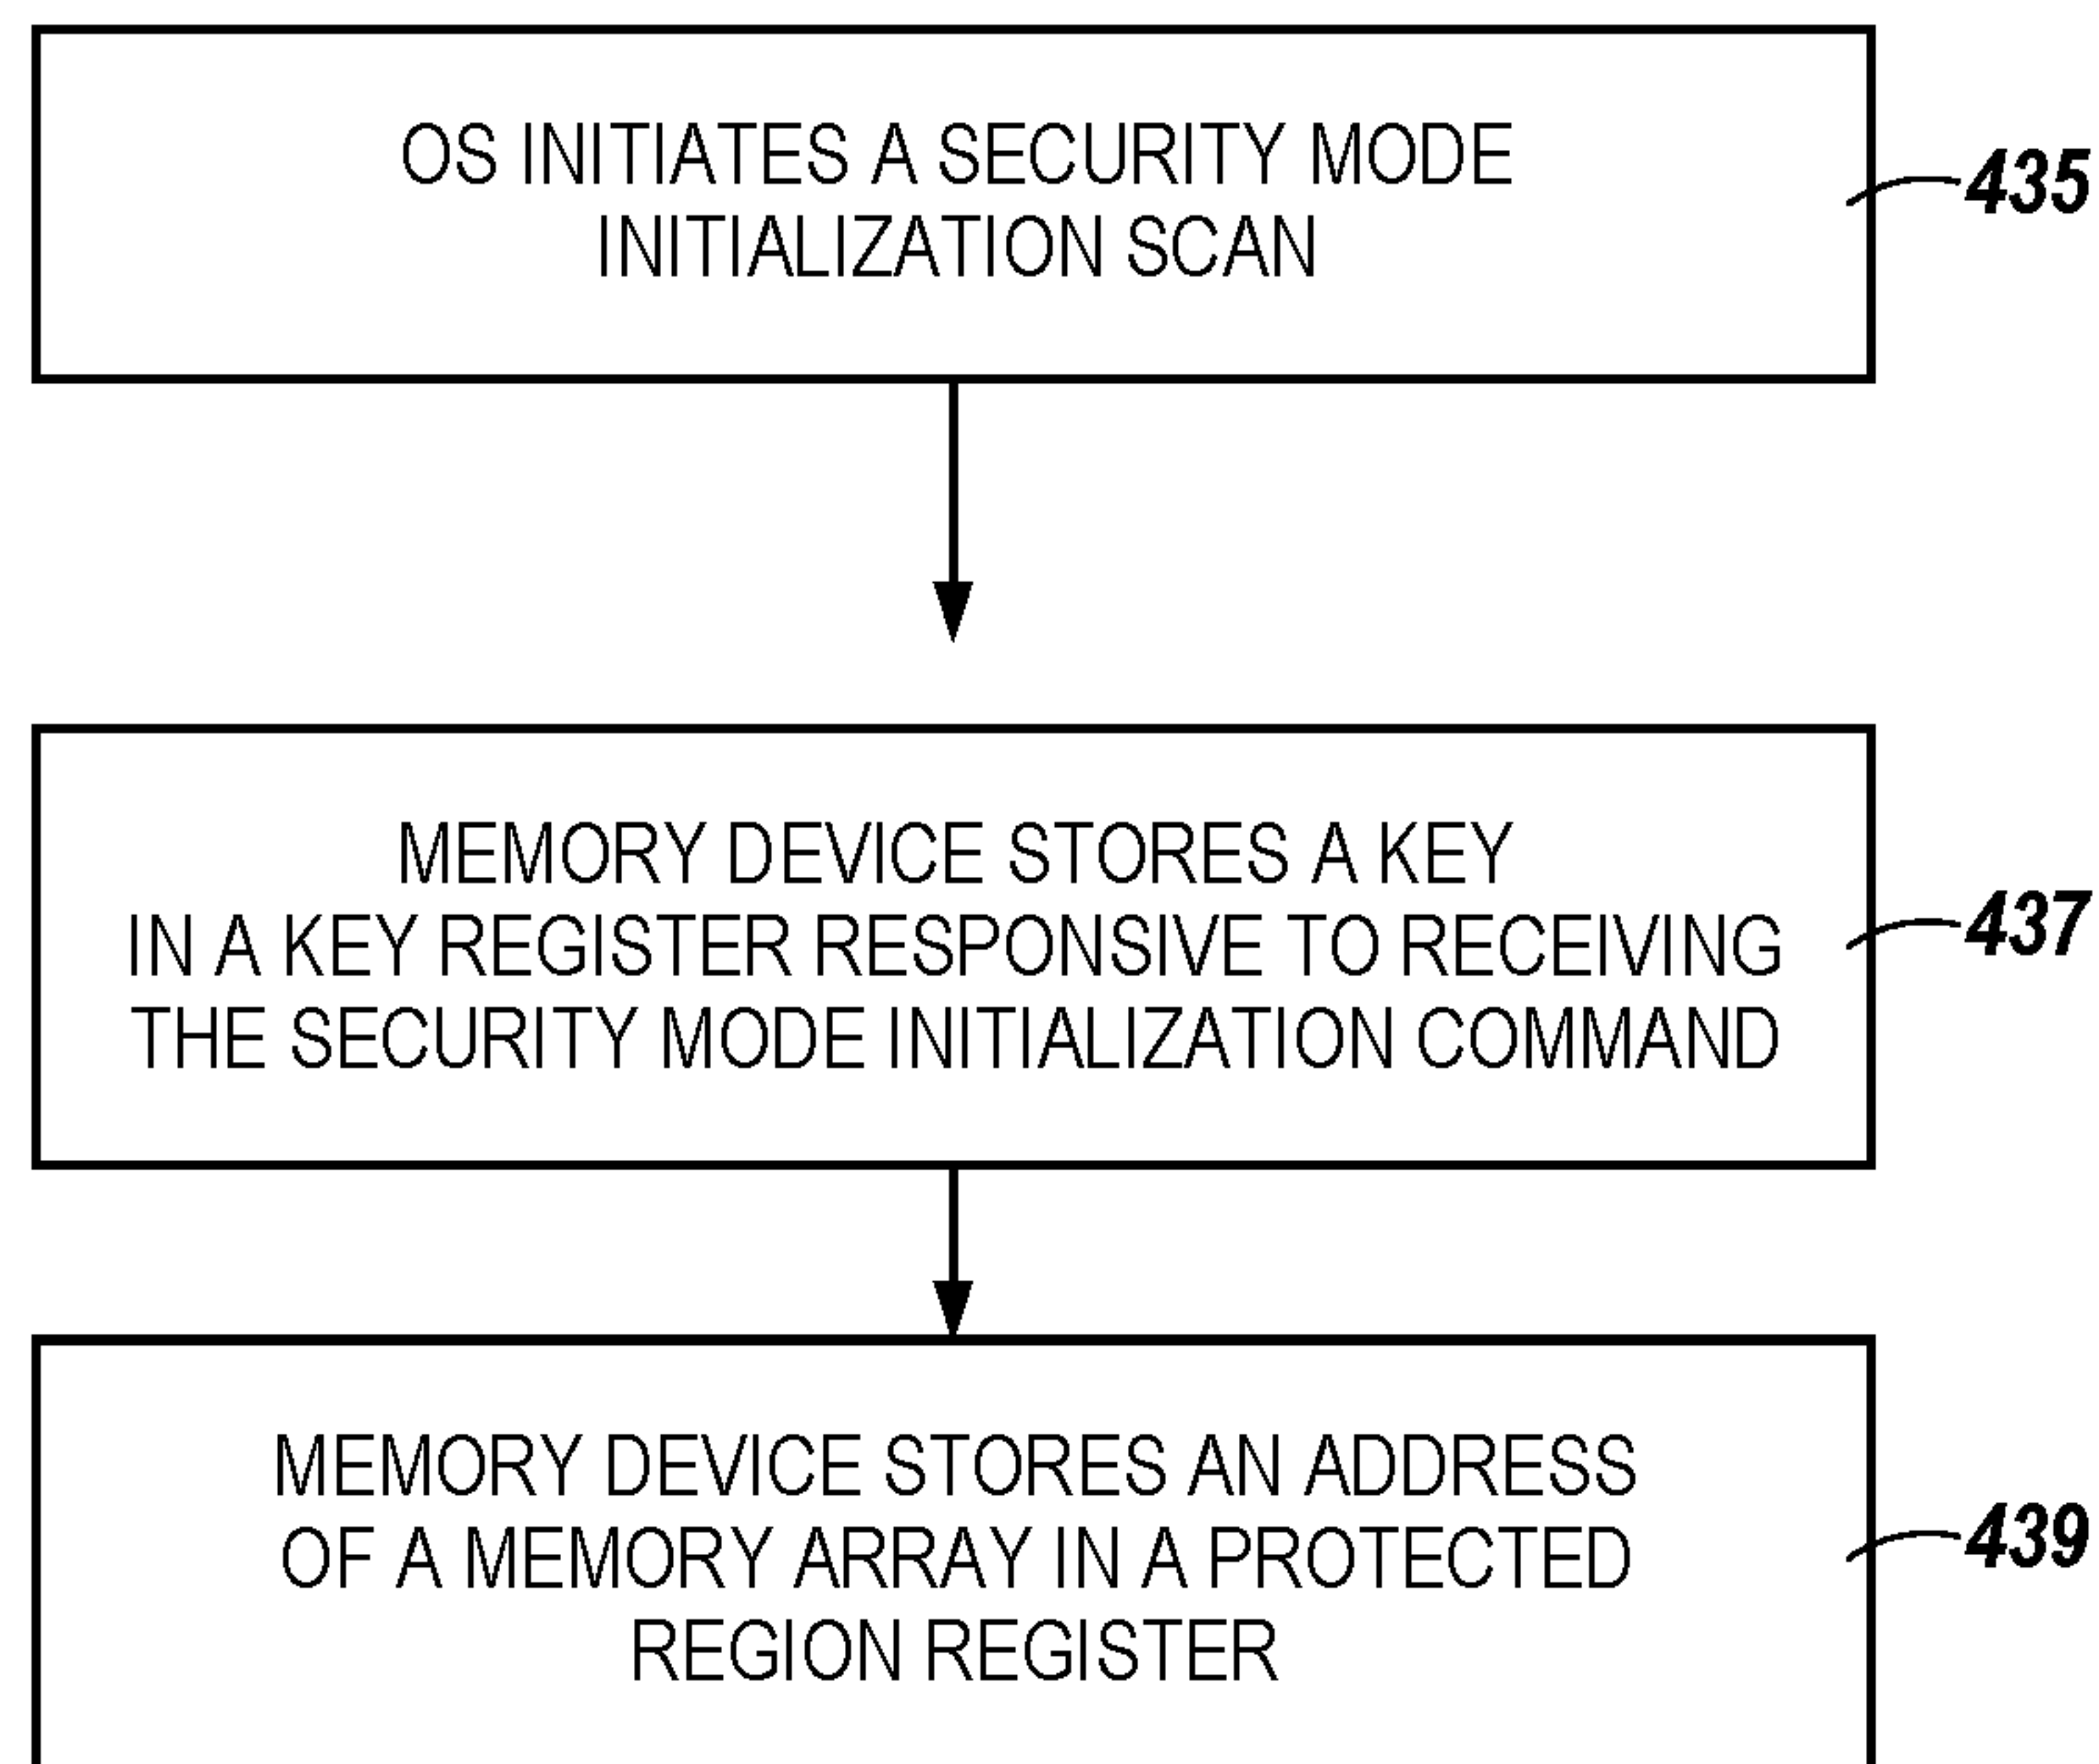 OS INITIATES A SECURITY MODE
INITIALIZATION SCAN
435
MEMORY DEVICE STORES A KEY
IN A KEY REGISTER RESPONSIVE TO RECEIVING
THE SECURITY MODE INITIALIZATION COMMAND
437
MEMORY DEVICE STORES AN ADDRESS
OF A MEMORY ARRAY IN A PROTECTED
REGION REGISTER
439